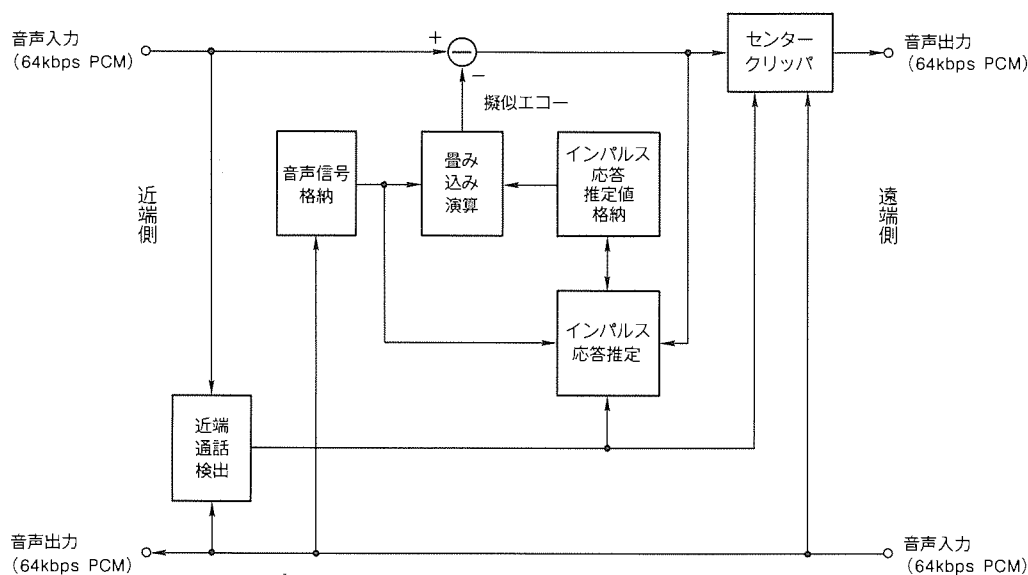 音声入力
(64kbps PCM)
+
−
−
擬似エコー
センター
クリッパ
音声出力
(64kbps PCM)
音声信号
格納
畳み
込み
演算
インパルス
応答
推定値
格納
近端側
遠端側
インパルス
応答推定
近端
通話
検出
音声出力
(64kbps PCM)
音声入力
(64kbps PCM)